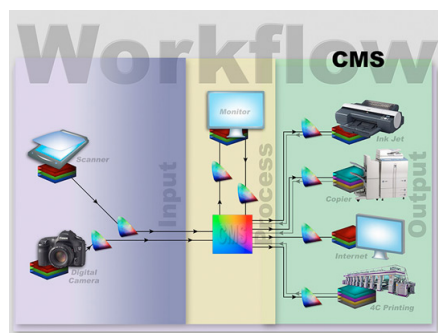 Workflow
CMS
Monitor
Scanner
Ink Jet
Input
Process
Output
Copier
Internet
Digital
Camera
4C Printing